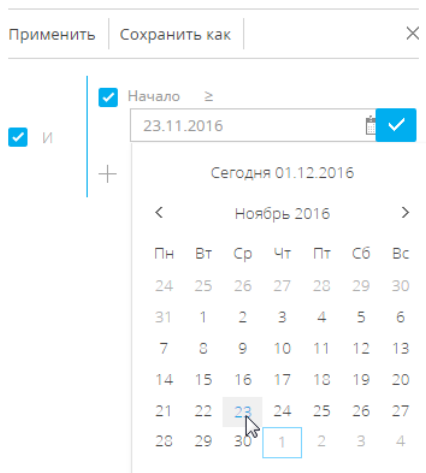 Применить Сохранить как ×
Начало ≥
23.11.2016
И
+ Сегодня 01.12.2016
< Ноябрь 2016 >
Пн Вт Ср Чт Пт Сб Вс
24 25 26 27 28 29 30
31 1 2 3 4 5 6
7 8 9 10 11 12 13
14 15 16 17 18 19 20
21 22 23 24 25 26 27
28 29 30 1 2 3 4